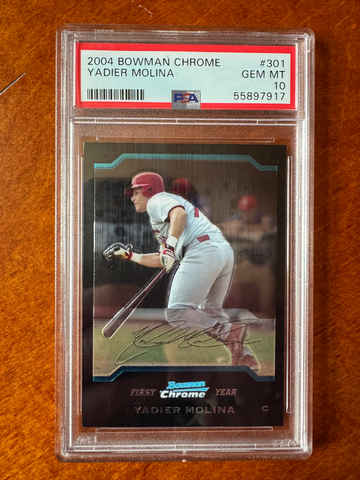 2004 BOWMAN CHROME #301
YADIER MOLINA GEM MT
10
PSA 55897917
FIRST Bowman Chrome YEAR
YADIER MOLINA C